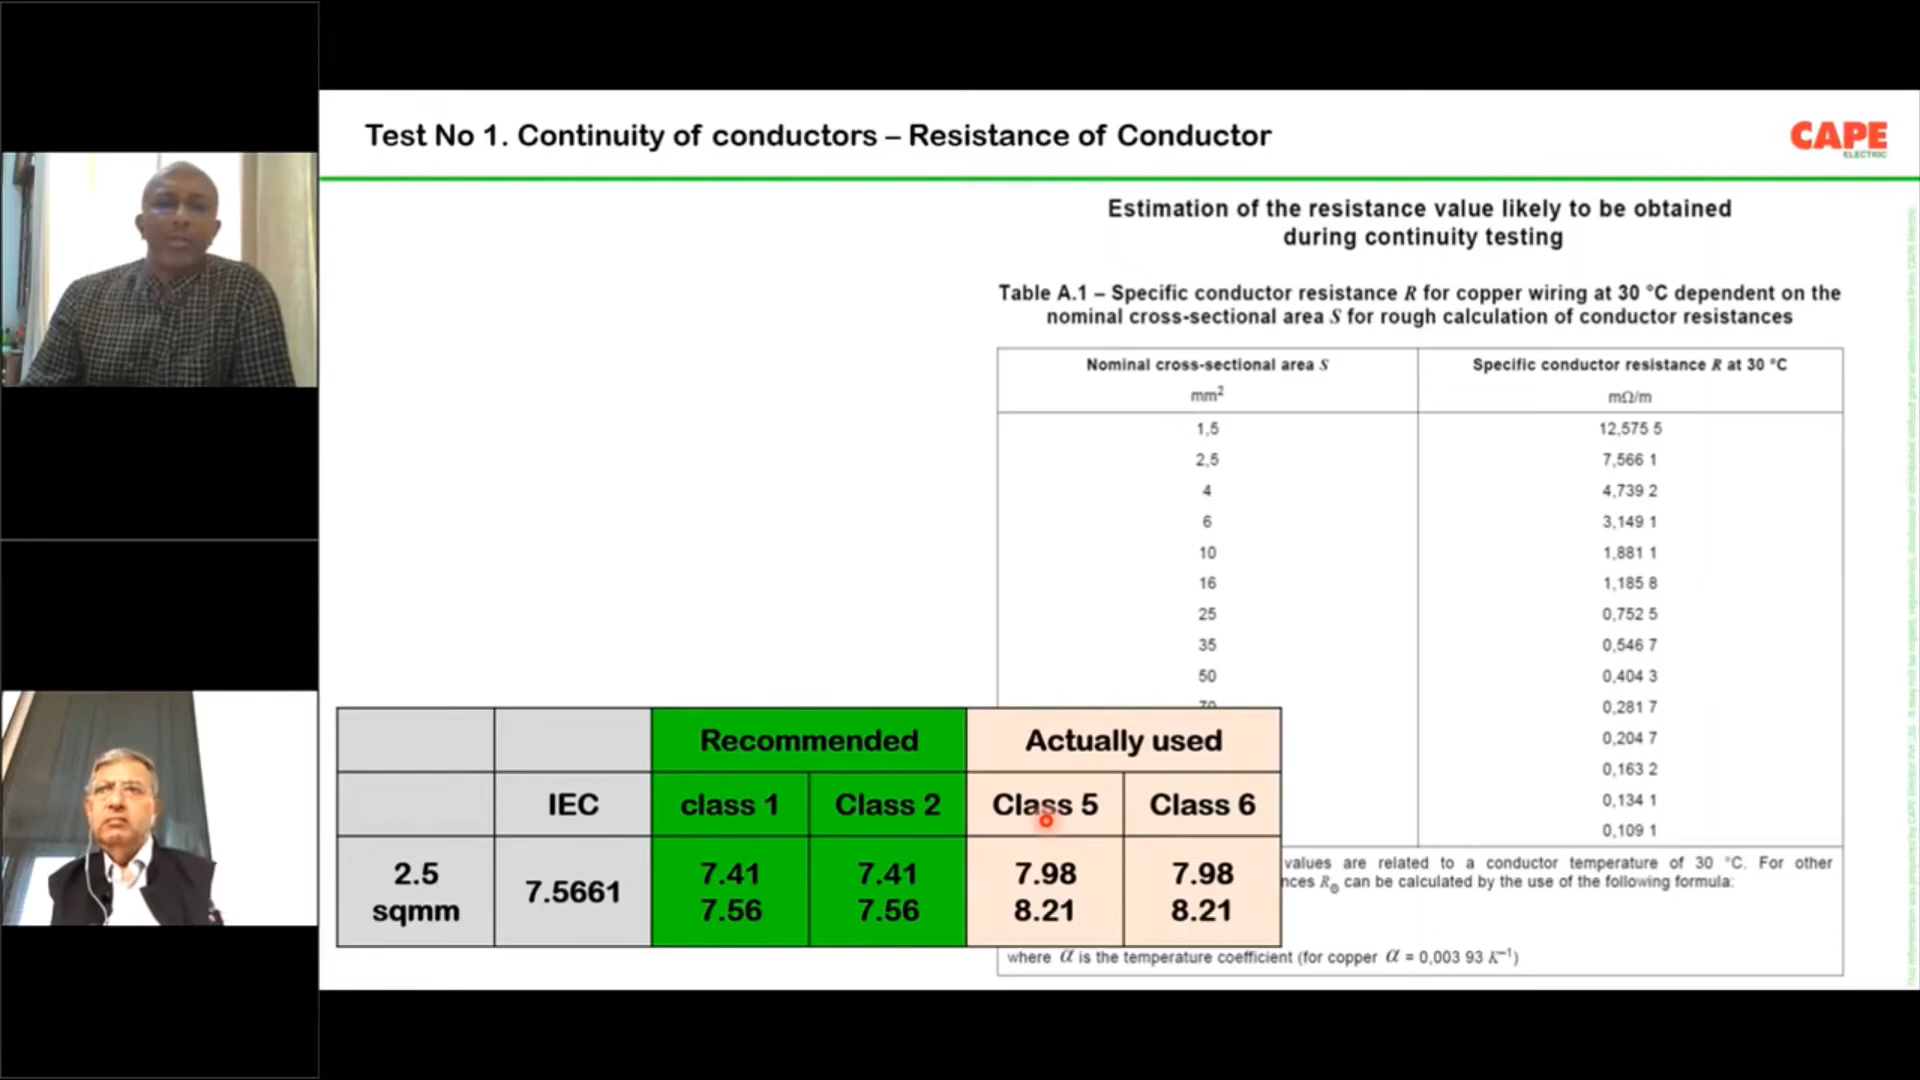 Test No 1. Continuity of conductors – Resistance of Conductor
CAPE
ELECTRIC
Estimation of the resistance value likely to be obtained
during continuity testing
Table A.1 – Specific conductor resistance R for copper wiring at 30 °C dependent on the
nominal cross-sectional area S for rough calculation of conductor resistances
Nominal cross-sectional area S
mm²
Specific conductor resistance R at 30 °C
mΩ/m
1,5 12,575 5
2,5 7,566 1
4 4,739 2
6 3,149 1
10 1,881 1
16 1,185 8
25 0,752 5
35 0,546 7
50 0,404 3
70 0,281 7
0,204 7
0,163 2
0,134 1
0,109 1
values are related to a conductor temperature of 30 °C. For other
nces RΘ can be calculated by the use of the following formula:
where α is the temperature coefficient (for copper α = 0,003 93 K⁻¹)
Recommended Actually used
IEC class 1 Class 2 Class 5 Class 6
2.5
sqmm
7.5661
7.41 7.41 7.98 7.98
7.56 7.56 8.21 8.21